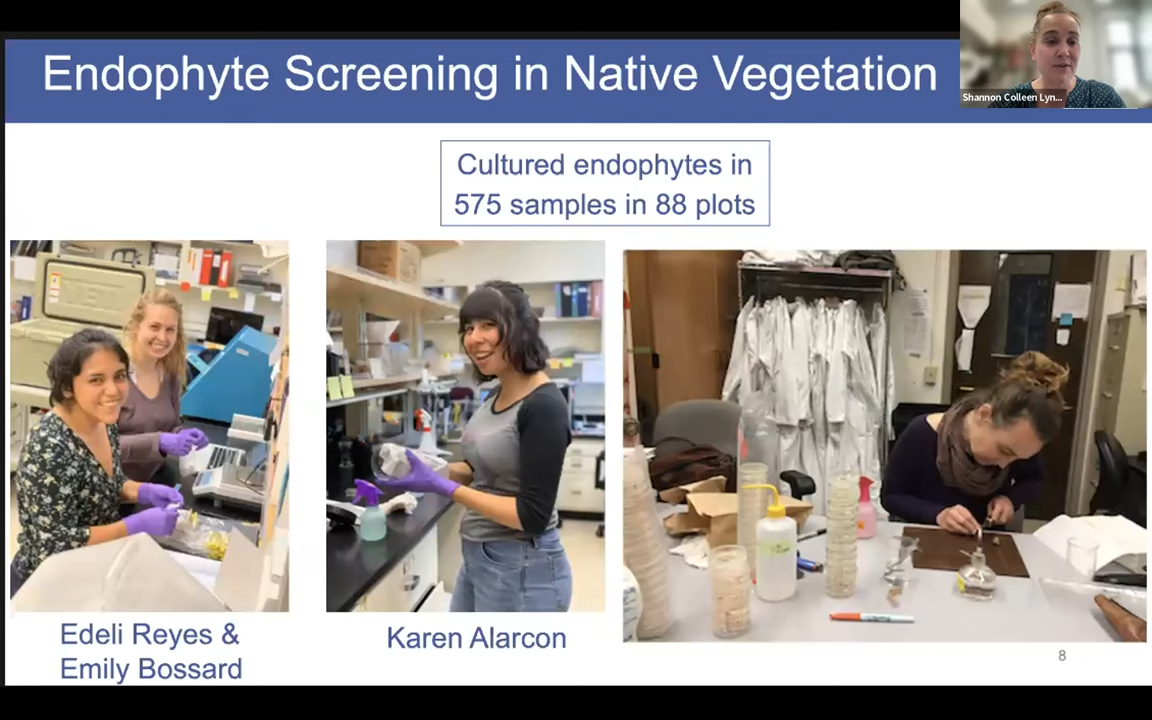 Endophyte Screening in Native Vegetation
Shannon Colleen Lyn...
Cultured endophytes in
575 samples in 88 plots
Edeli Reyes &
Emily Bossard
Karen Alarcon
8